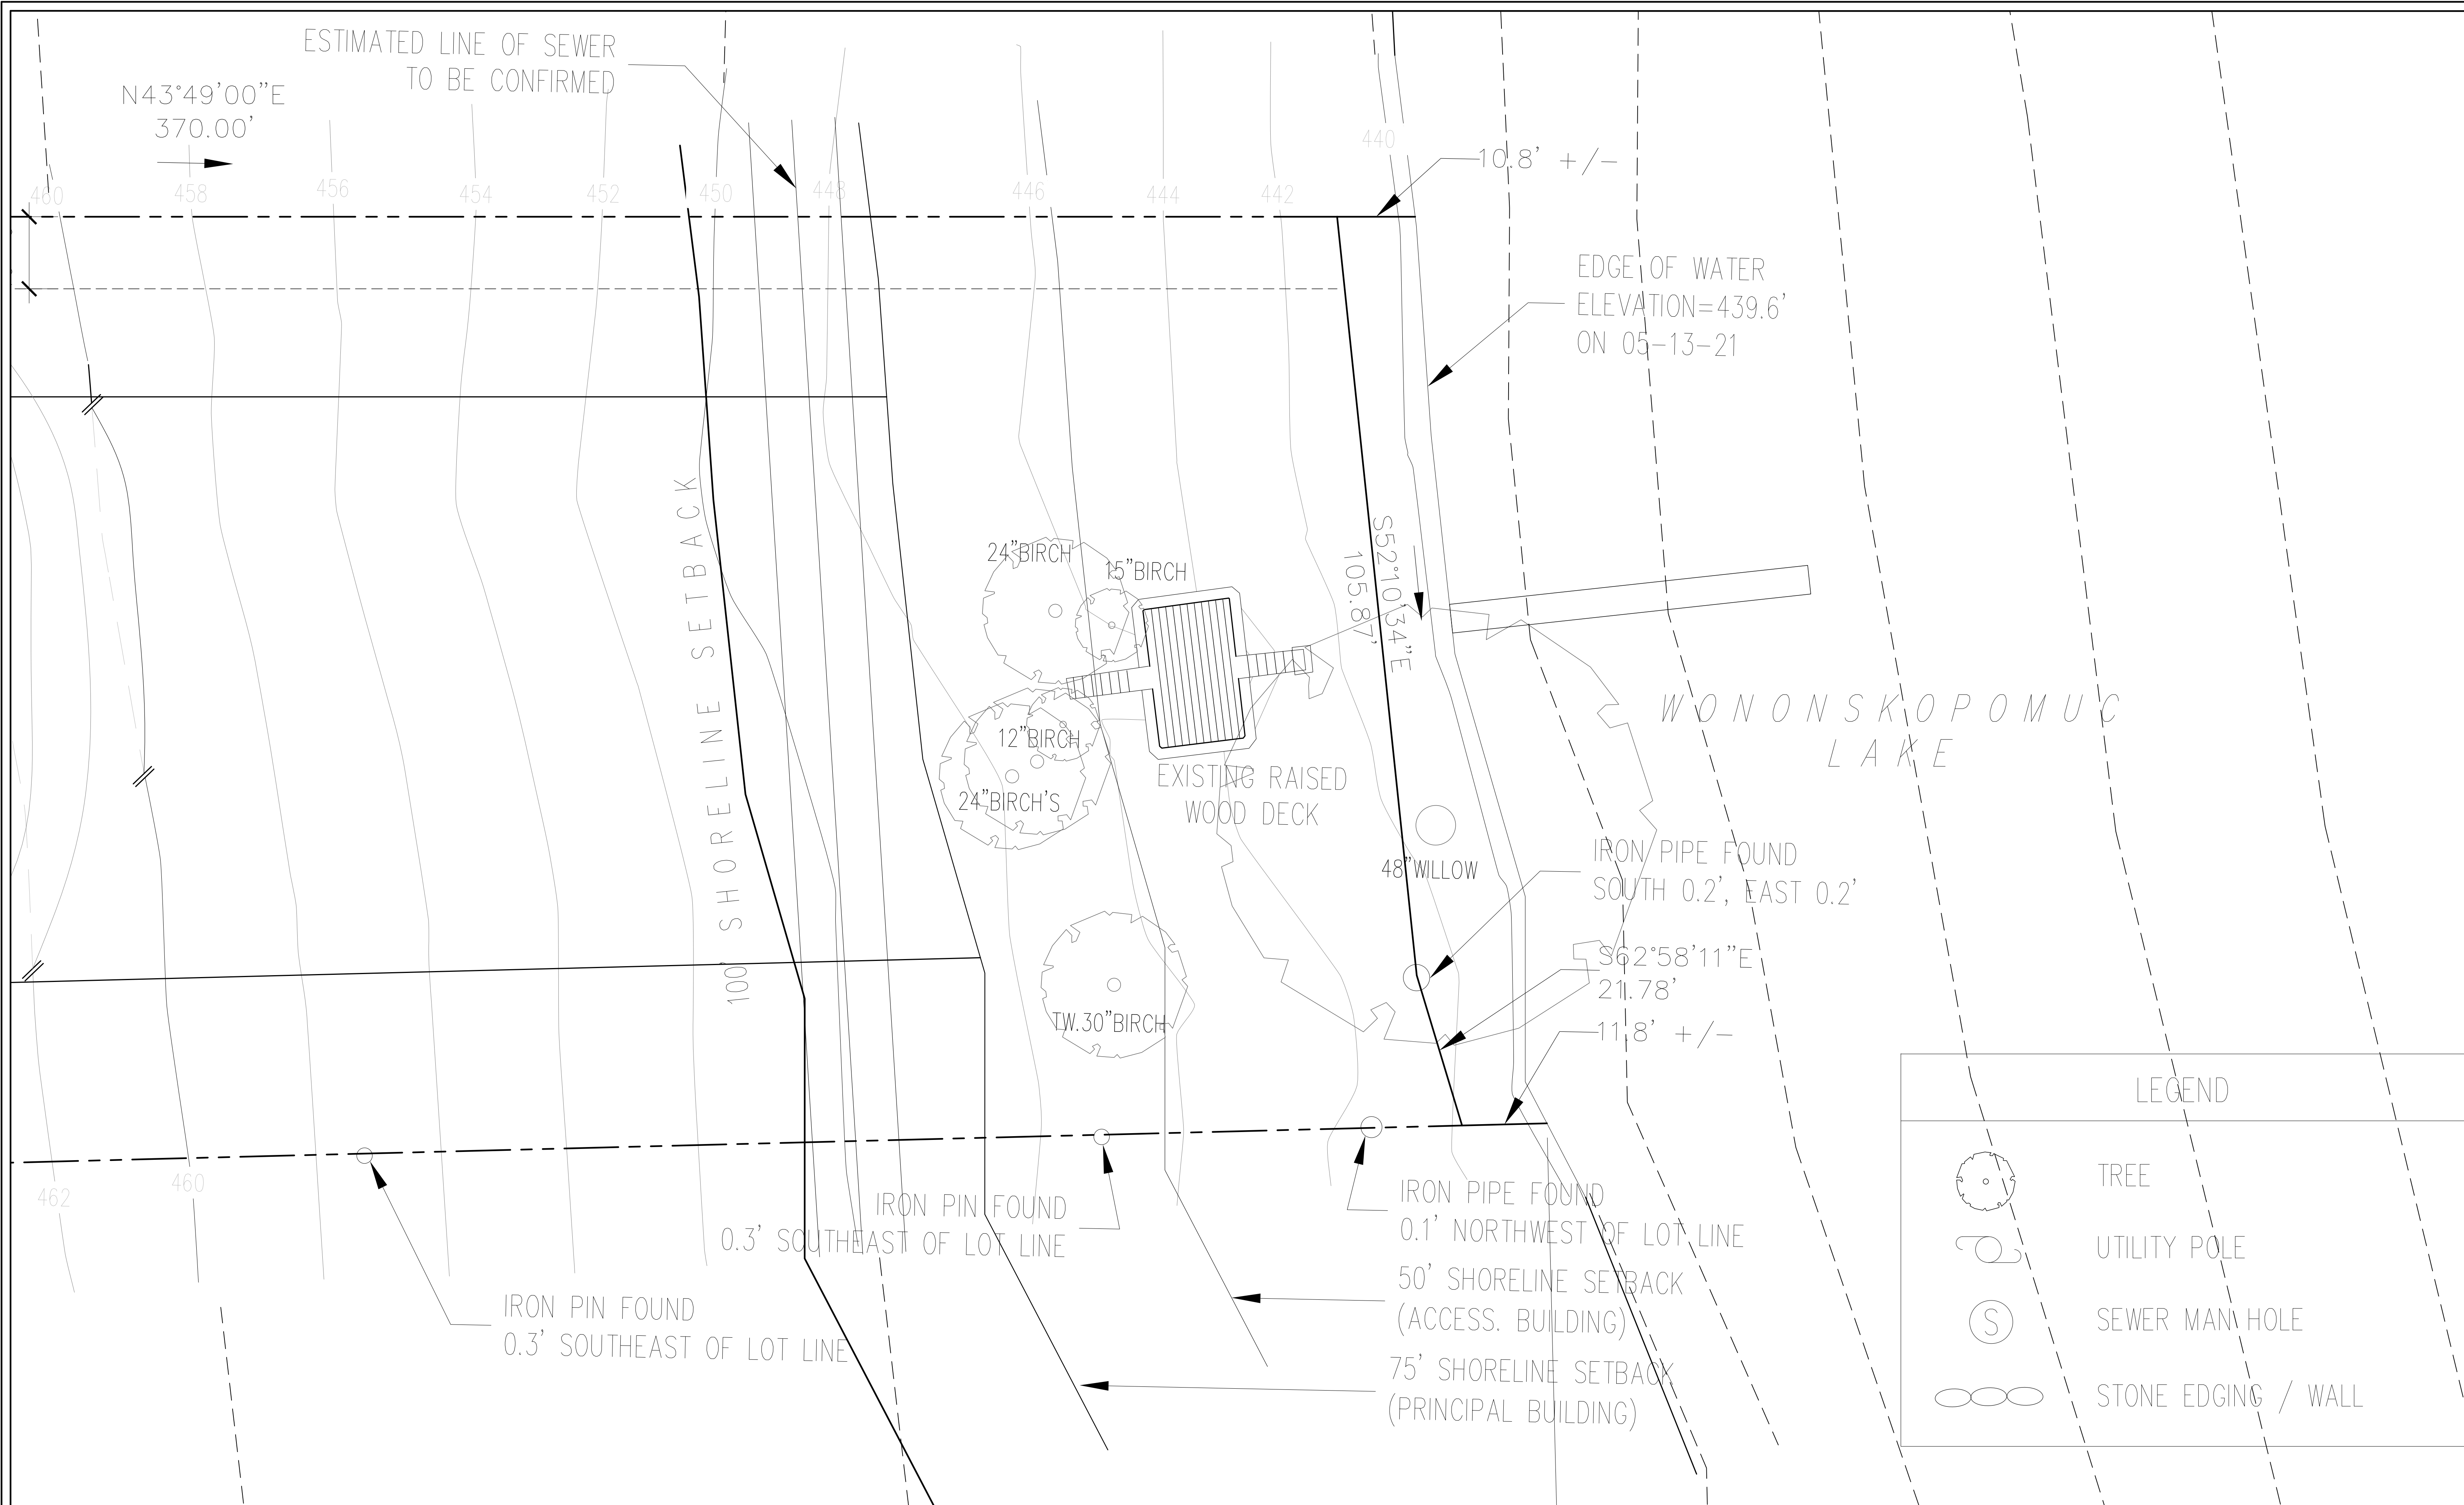 ESTIMATED LINE OF SEWER
TO BE CONFIRMED
N43°49'00"E
370.00'
460
458
456
454
452
450
448
446
444
442
440
10.8' +/-
EDGE OF WATER
ELEVATION=439.6'
ON 05-13-21
100' SHORELINE SETBACK
24"BIRCH
15"BIRCH
S52°10'34"E
105.87'
12"BIRCH
24"BIRCH'S
EXISTING RAISED
WOOD DECK
WONONSKOPOMUC
LAKE
48"WILLOW
IRON PIPE FOUND
SOUTH 0.2', EAST 0.2'
S62°58'11"E
21.78'
11.8' +/-
TW.30"BIRCH
462
460
IRON PIN FOUND
0.3' SOUTHEAST OF LOT LINE
IRON PIN FOUND
0.3' SOUTHEAST OF LOT LINE
IRON PIPE FOUND
0.1' NORTHWEST OF LOT LINE
50' SHORELINE SETBACK
(ACCESS. BUILDING)
75' SHORELINE SETBACK
(PRINCIPAL BUILDING)
LEGEND
TREE
UTILITY POLE
S
SEWER MAN HOLE
STONE EDGING / WALL